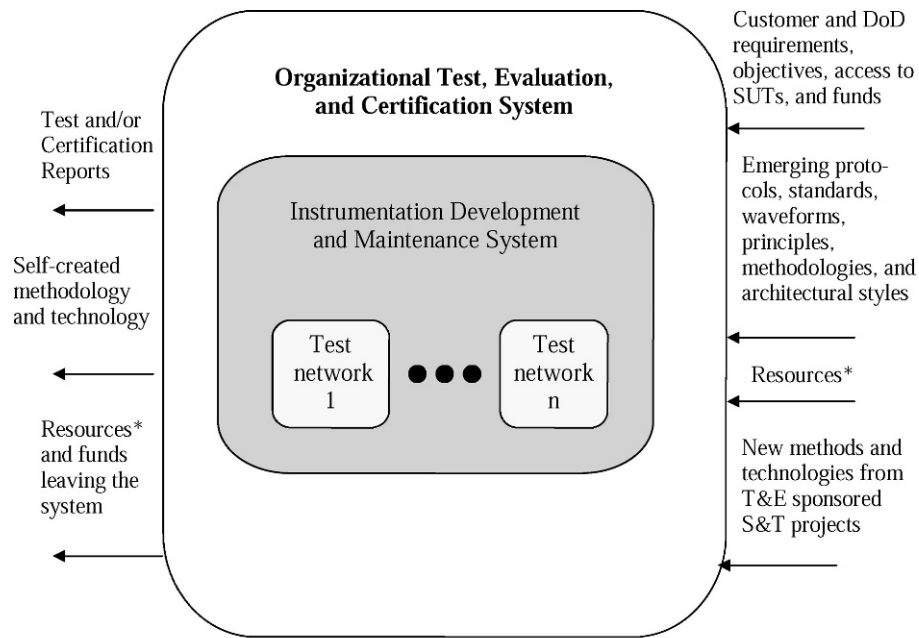 Organizational Test, Evaluation,
and Certification System
Instrumentation Development
and Maintenance System
Test
network
1
Test
network
n
Test and/or
Certification
Reports
Self-created
methodology
and technology
Resources*
and funds
leaving the
system
Customer and DoD
requirements,
objectives, access to
SUTs, and funds
Emerging proto-
cols, standards,
waveforms,
principles,
methodologies, and
architectural styles
Resources*
New methods and
technologies from
T&E sponsored
S&T projects